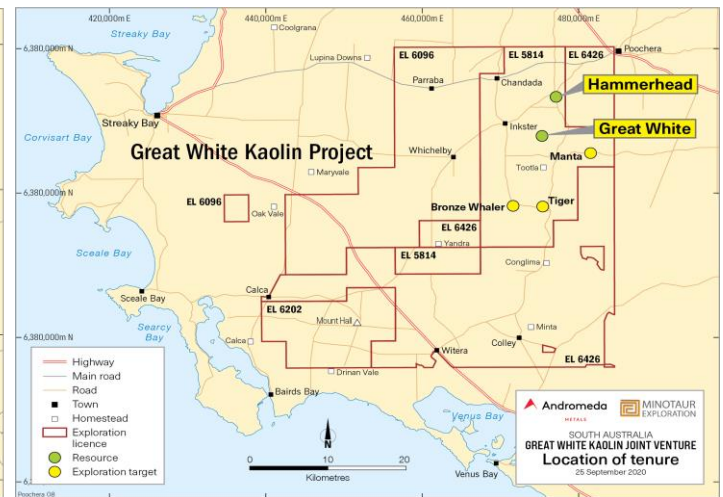 420,000m E
440,000m E
460,000m E
480,000m E
Streaky Bay
Coolgrana
6,380,000m N
Lupina Downs
EL 6096
EL 5814
EL 6426
Poochera
Parraba
Chandada
Hammerhead
Streaky Bay
Corvisart Bay
Inkster
Great White
Great White Kaolin Project
Whichelby
Manta
Maryvale
Tootla
6,380,000m N
EL 6096
Oak Vale
Bronze Whaler
Tiger
EL 6426
Yandra
Sceale Bay
EL 5814
Conglima
Calca
Sceale Bay
EL 6202
Searcy
Bay
Mount Hall
Minta
6,380,000m N
Calca
Colley
Witera
EL 6426
Drinan Vale
Highway
Main road
Road
Town
Homestead
Exploration
licence
Resource
Exploration target
Bairds Bay
Venus Bay
N
0
10
20
Kilometres
Venus Bay
Andromeda
METALS
MINOTAUR
EXPLORATION
SOUTH AUSTRALIA
GREAT WHITE KAOLIN JOINT VENTURE
Location of tenure
25 September 2020
Poochera 08